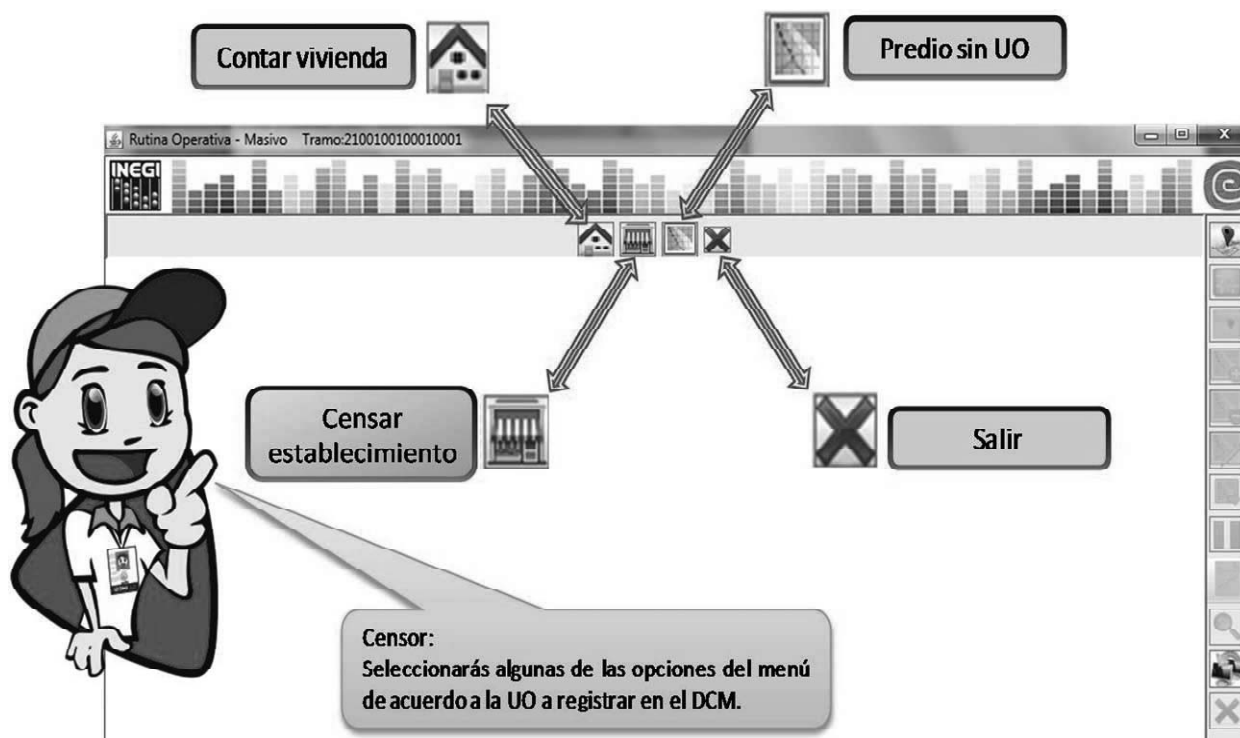 Contar vivienda
Predio sin UO
Rutina Operativa - Masivo Tramo:2100100100010001
INEGI
Censar
establecimiento
Salir
Censor:
Seleccionarás algunas de las opciones del menú
de acuerdo a la UO a registrar en el DCM.